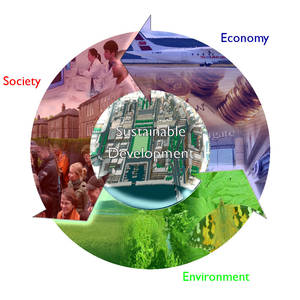 Economy
Society
Sustainable
Development
Environment